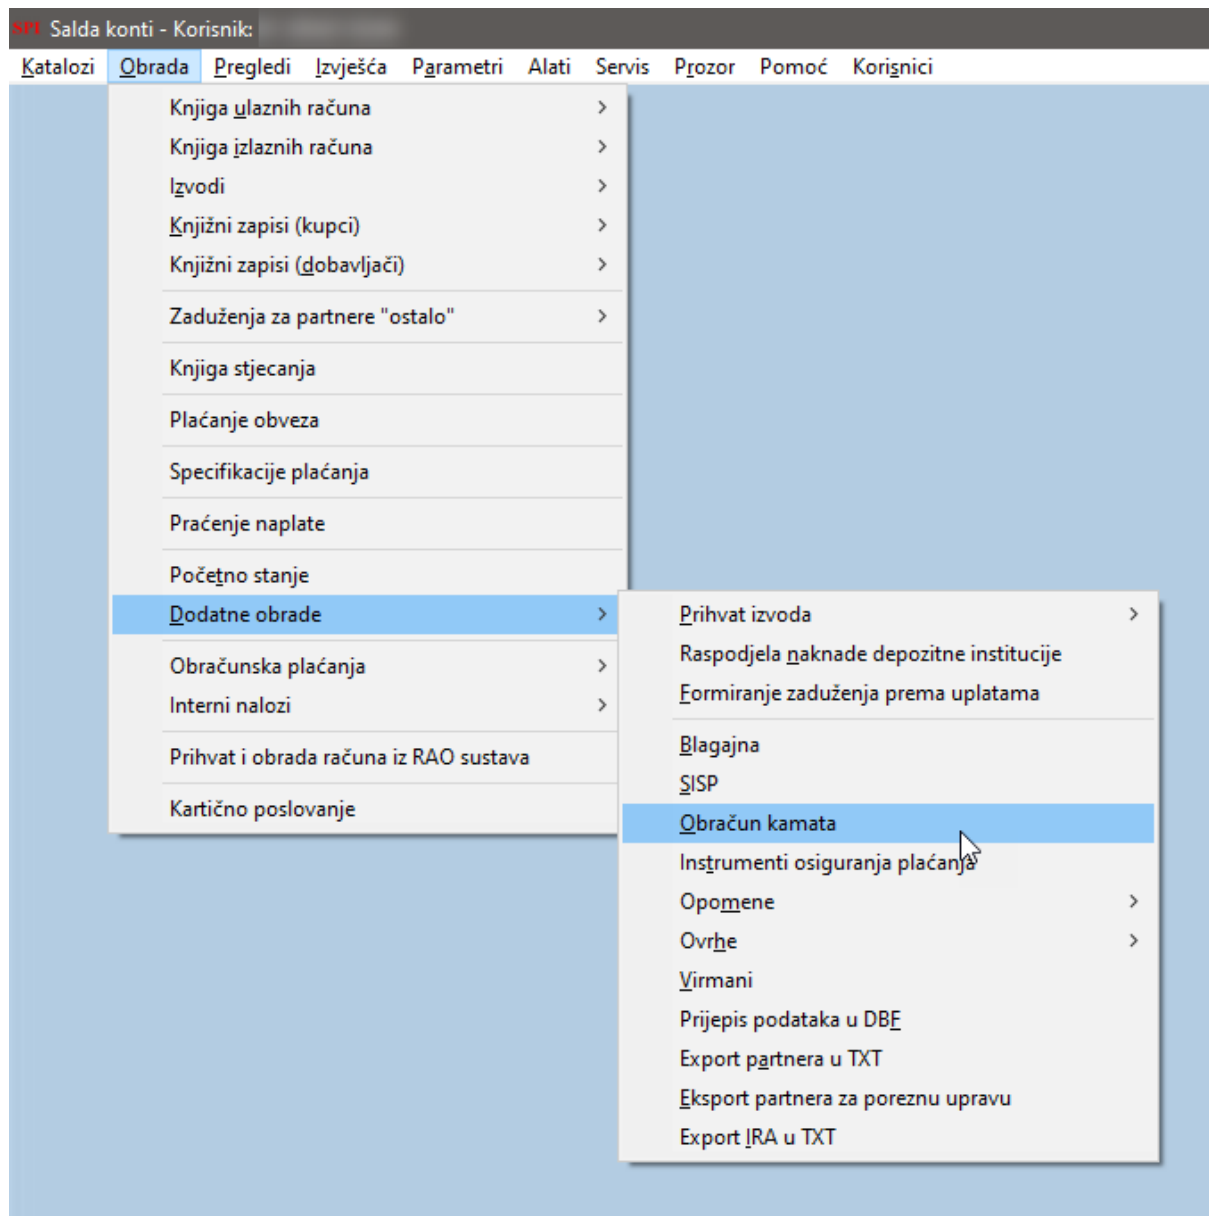 SPI Salda konti - Korisnik:
Katalozi Obrada Pregledi Izvješća Parametri Alati Servis Prozor Pomoć Korisnici
Knjiga ulaznih računa
Knjiga izlaznih računa
Izvodi
Knjižni zapisi (kupci)
Knjižni zapisi (dobavljači)
Zaduženja za partnere "ostalo"
Knjiga stjecanja
Plaćanje obveza
Specifikacije plaćanja
Praćenje naplate
Početno stanje
Dodatne obrade
Obračunska plaćanja
Interni nalozi
Prihvat i obrada računa iz RAO sustava
Kartično poslovanje
Prihvat izvoda
Raspodjela naknade depozitne institucije
Formiranje zaduženja prema uplatama
Blagajna
SISP
Obračun kamata
Instrumenti osiguranja plaćanja
Opomene
Ovrhe
Virmani
Prijepis podataka u DBF
Export partnera u TXT
Eksport partnera za poreznu upravu
Export IRA u TXT